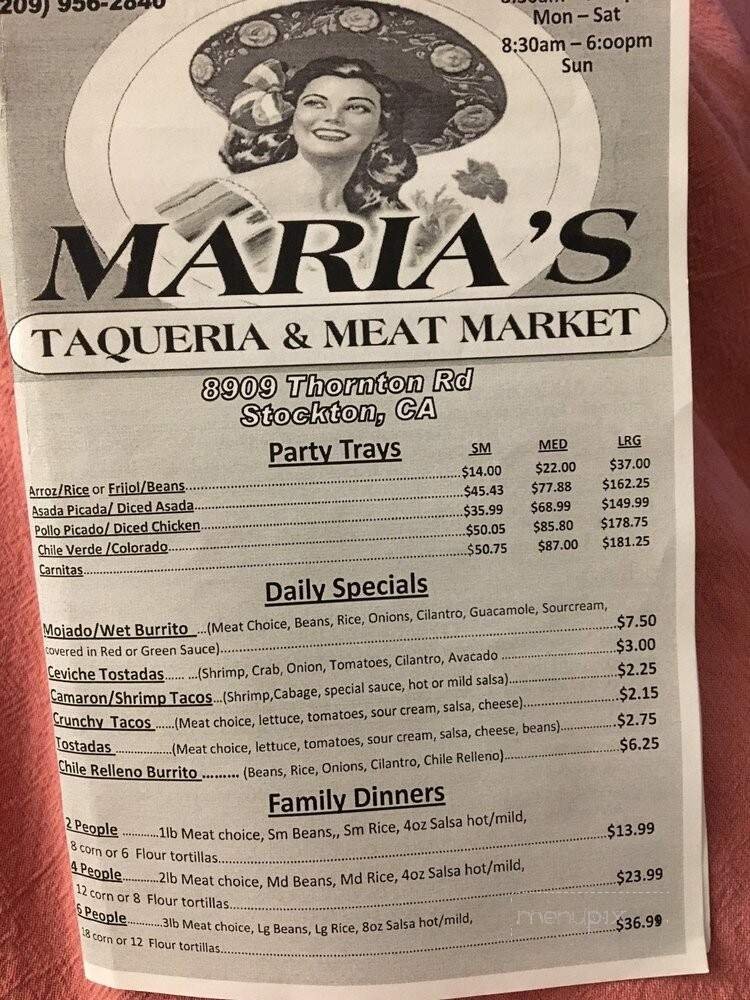 209) 956-2840
Mon – Sat
8:30am – 6:oopm
Sun
MARIA'S
TAQUERIA & MEAT MARKET
8909 Thornton Rd
Stockton, CA
Party Trays SM MED LRG
Arroz/Rice or Friiol/Beans $14.00 $22.00 $37.00
Asada Picada/ Diced Asada $45.43 $77.88 $162.25
Pollo Picado/ Diced Chicken $35.99 $68.99 $149.99
Chile Verde /Colorado $50.05 $85.80 $178.75
Carnitas $50.75 $87.00 $181.25
Daily Specials
Mojado/Wet Burrito ...(Meat Choice, Beans, Rice, Onions, Cilantro, Guacamole, Sourcream,
covered in Red or Green Sauce) $7.50
Ceviche Tostadas...... ...(Shrimp, Crab, Onion, Tomatoes, Cilantro, Avacado $3.00
Camaron/Shrimp Tacos...(Shrimp,Cabage, special sauce, hot or mild salsa) $2.25
Crunchy Tacos .....(Meat choice, lettuce, tomatoes, sour cream, salsa, cheese) $2.15
Tostadas ..............(Meat choice, lettuce, tomatoes, sour cream, salsa, cheese, beans) $2.75
Chile Relleno Burrito ......... (Beans, Rice, Onions, Cilantro, Chile Relleno) $6.25
Family Dinners
2 People ...........1lb Meat choice, Sm Beans,, Sm Rice, 4oz Salsa hot/mild,
8 corn or 6 Flour tortillas $13.99
4 People...........2lb Meat choice, Md Beans, Md Rice, 4oz Salsa hot/mild,
12 corn or 8 Flour tortillas $23.99
6 People...........3lb Meat choice, Lg Beans, Lg Rice, 8oz Salsa hot/mild,
18 corn or 12 Flour tortillas $36.99
menupix